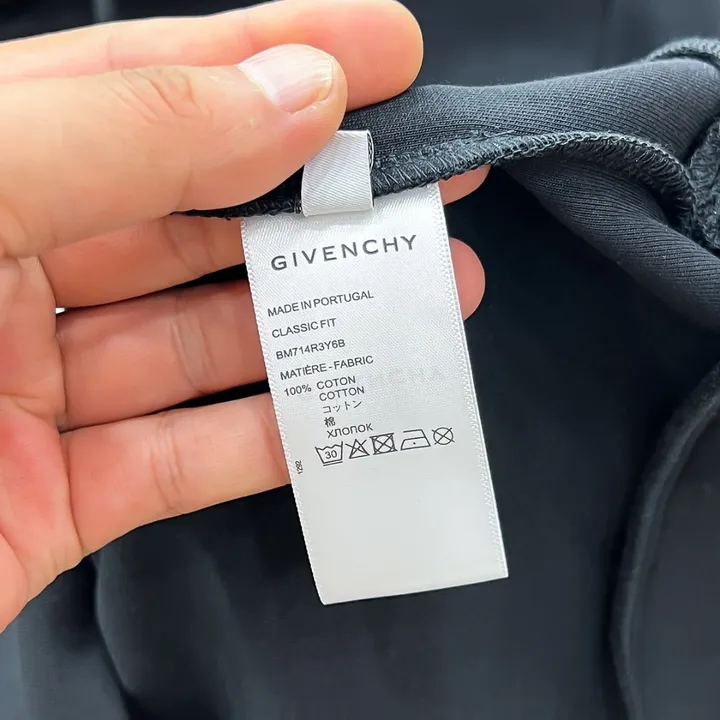 GIVENCHY
MADE IN PORTUGAL
CLASSIC FIT
BM714R3Y6B
MATIÈRE - FABRIC
100% COTON
COTTON
コットン
棉
ХЛОПОК
30
1292